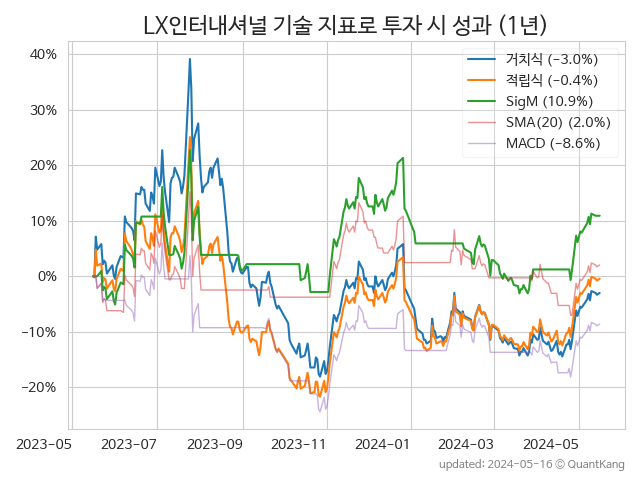 LX인터내셔널 기술 지표로 투자 시 성과 (1년)
40%
30%
20%
10%
0%
−10%
−20%
거치식 (−3.0%)
적립식 (−0.4%)
SigM (10.9%)
SMA(20) (2.0%)
MACD (−8.6%)
2023-05 2023-07 2023-09 2023-11 2024-01 2024-03 2024-05
updated: 2024-05-16 © QuantKang